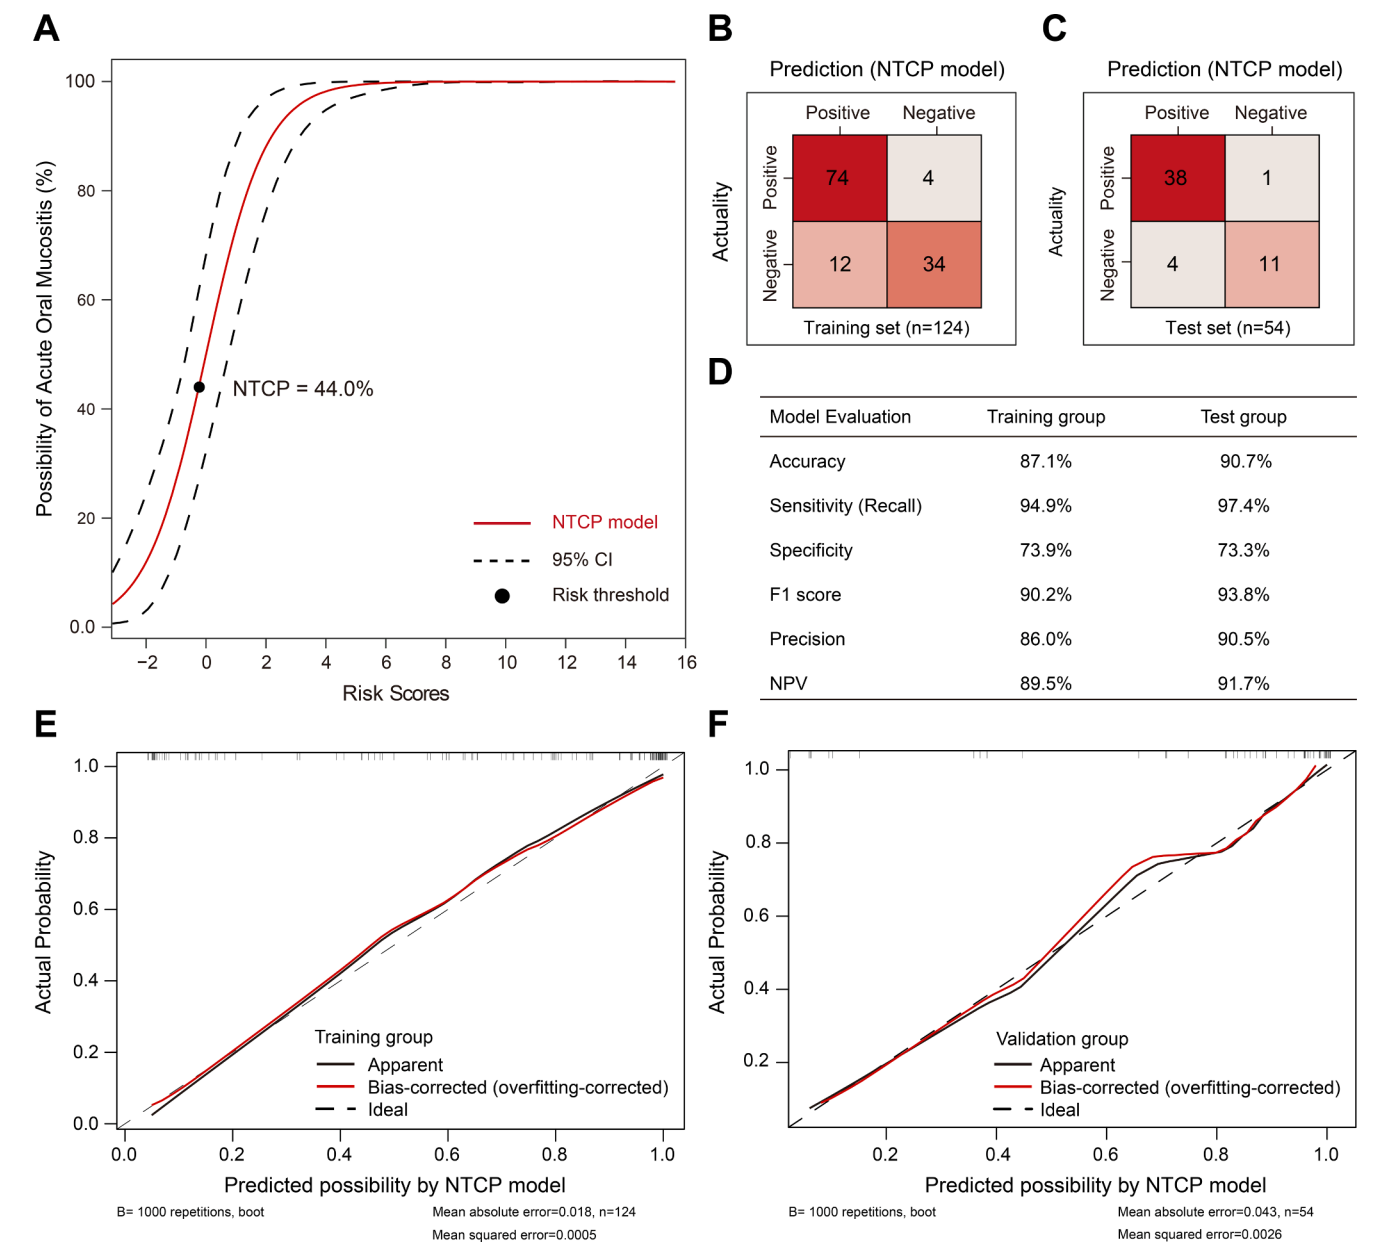 A
Possibility of Acute Oral Mucositis (%)
100
80
60
40
20
0.0
NTCP = 44.0%
NTCP model
95% CI
Risk threshold
−2 0 2 4 6 8 10 12 14 16
Risk Scores
B
Prediction (NTCP model)
Positive Negative
Actuality
Positive
74 4
Negative
12 34
Training set (n=124)
C
Prediction (NTCP model)
Positive Negative
Actuality
Positive
38 1
Negative
4 11
Test set (n=54)
D
Model Evaluation Training group Test group
Accuracy 87.1% 90.7%
Sensitivity (Recall) 94.9% 97.4%
Specificity 73.9% 73.3%
F1 score 90.2% 93.8%
Precision 86.0% 90.5%
NPV 89.5% 91.7%
E
Actual Probability
1.0
0.8
0.6
0.4
0.2
0.0
Training group
Apparent
Bias-corrected (overfitting-corrected)
Ideal
0.0 0.2 0.4 0.6 0.8 1.0
Predicted possibility by NTCP model
B= 1000 repetitions, boot
Mean absolute error=0.018, n=124
Mean squared error=0.0005
F
Actual Probability
1.0
0.8
0.6
0.4
0.2
Validation group
Apparent
Bias-corrected (overfitting-corrected)
Ideal
0.2 0.4 0.6 0.8 1.0
Predicted possibility by NTCP model
B= 1000 repetitions, boot
Mean absolute error=0.043, n=54
Mean squared error=0.0026